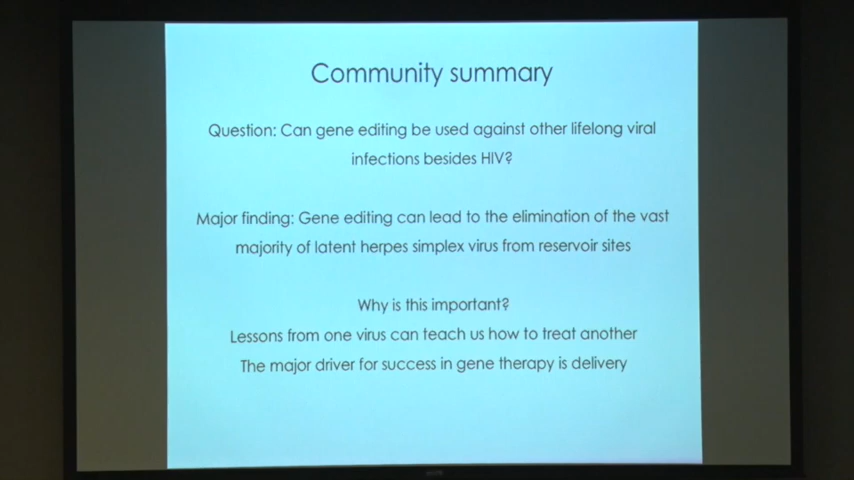 Community summary
Question: Can gene editing be used against other lifelong viral
infections besides HIV?
Major finding: Gene editing can lead to the elimination of the vast
majority of latent herpes simplex virus from reservoir sites
Why is this important?
Lessons from one virus can teach us how to treat another
The major driver for success in gene therapy is delivery